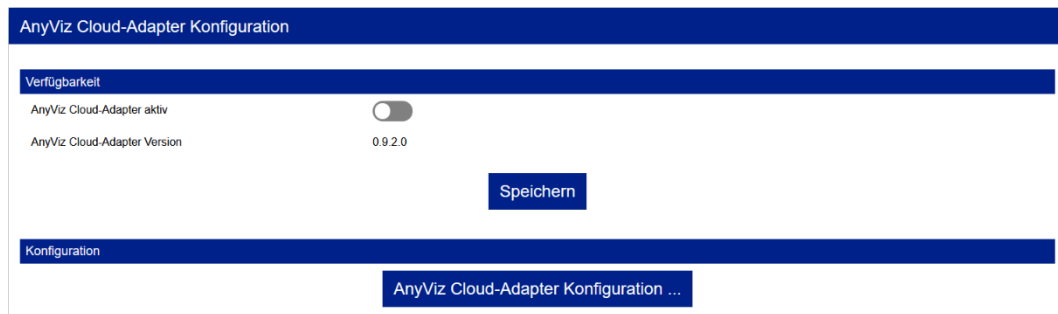 AnyViz Cloud-Adapter Konfiguration
Verfügbarkeit
AnyViz Cloud-Adapter aktiv
AnyViz Cloud-Adapter Version 0.9.2.0
Speichern
Konfiguration
AnyViz Cloud-Adapter Konfiguration ...